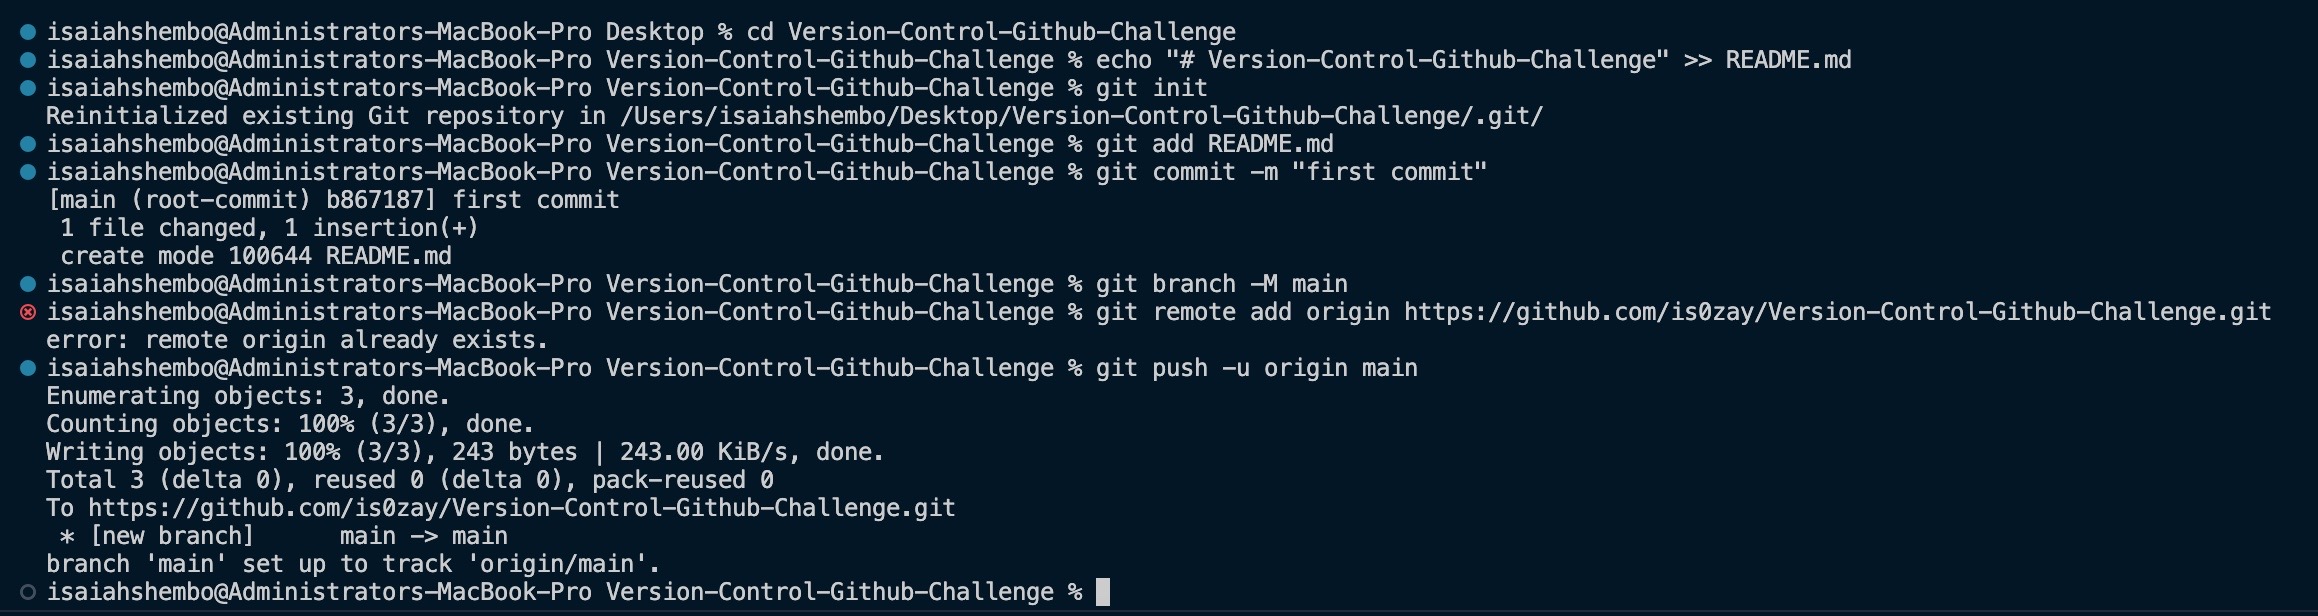 isaiahshembo@Administrators-MacBook-Pro Desktop % cd Version-Control-Github-Challenge
isaiahshembo@Administrators-MacBook-Pro Version-Control-Github-Challenge % echo "# Version-Control-Github-Challenge" >> README.md
isaiahshembo@Administrators-MacBook-Pro Version-Control-Github-Challenge % git init
Reinitialized existing Git repository in /Users/isaiahshembo/Desktop/Version-Control-Github-Challenge/.git/
isaiahshembo@Administrators-MacBook-Pro Version-Control-Github-Challenge % git add README.md
isaiahshembo@Administrators-MacBook-Pro Version-Control-Github-Challenge % git commit -m "first commit"
[main (root-commit) b867187] first commit
 1 file changed, 1 insertion(+)
 create mode 100644 README.md
isaiahshembo@Administrators-MacBook-Pro Version-Control-Github-Challenge % git branch -M main
isaiahshembo@Administrators-MacBook-Pro Version-Control-Github-Challenge % git remote add origin https://github.com/is0zay/Version-Control-Github-Challenge.git
error: remote origin already exists.
isaiahshembo@Administrators-MacBook-Pro Version-Control-Github-Challenge % git push -u origin main
Enumerating objects: 3, done.
Counting objects: 100% (3/3), done.
Writing objects: 100% (3/3), 243 bytes | 243.00 KiB/s, done.
Total 3 (delta 0), reused 0 (delta 0), pack-reused 0
To https://github.com/is0zay/Version-Control-Github-Challenge.git
 * [new branch]      main -> main
branch 'main' set up to track 'origin/main'.
isaiahshembo@Administrators-MacBook-Pro Version-Control-Github-Challenge %